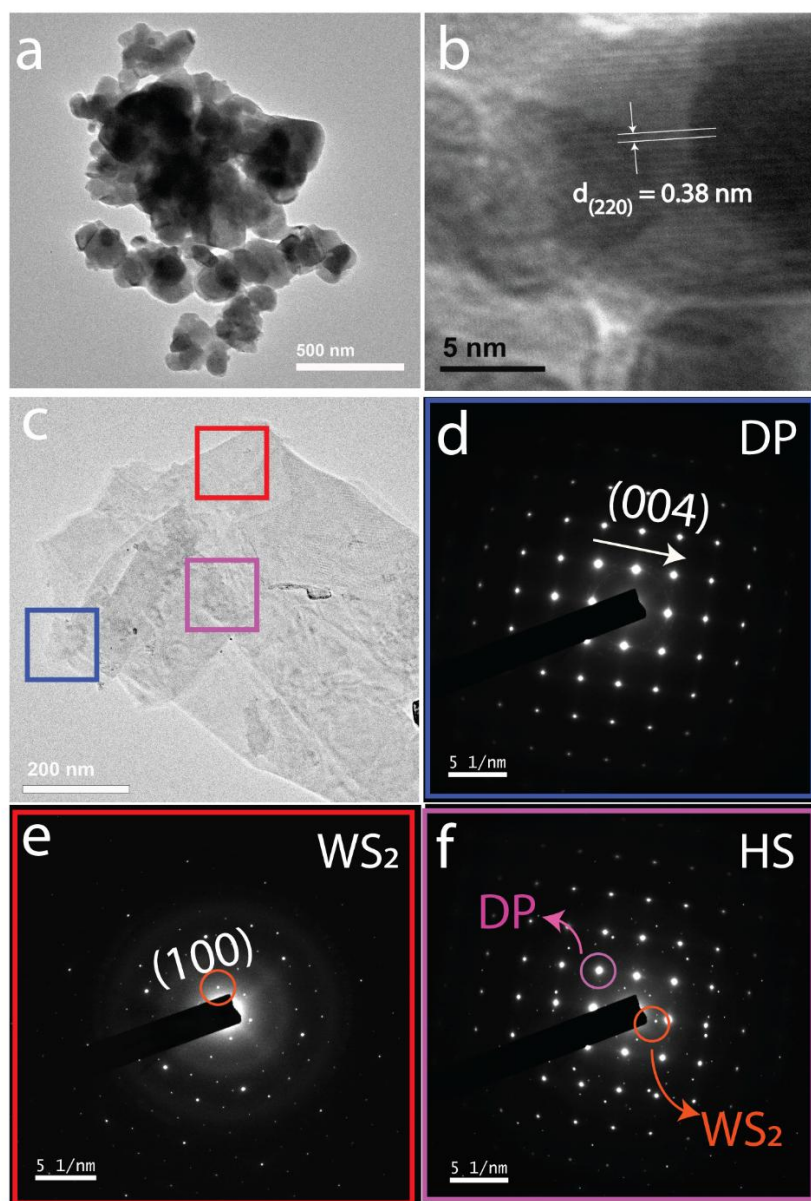 a
500 nm
b
d(220) = 0.38 nm
5 nm
c
200 nm
d
DP
(004)
5 1/nm
e
WS₂
(100)
5 1/nm
f
HS
DP
WS₂
5 1/nm